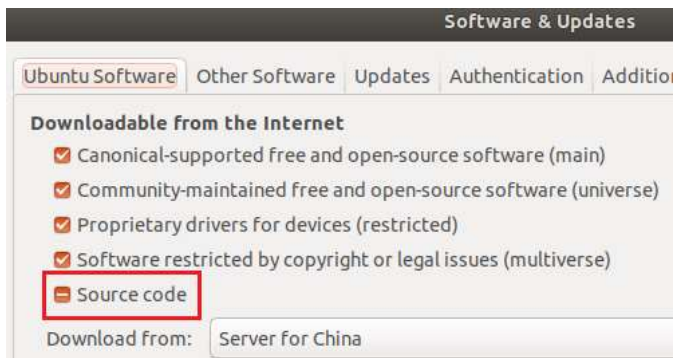 Software & Updates
Ubuntu Software Other Software Updates Authentication Additio
Downloadable from the Internet
Canonical-supported free and open-source software (main)
Community-maintained free and open-source software (universe)
Proprietary drivers for devices (restricted)
Software restricted by copyright or legal issues (multiverse)
Source code
Download from: Server for China